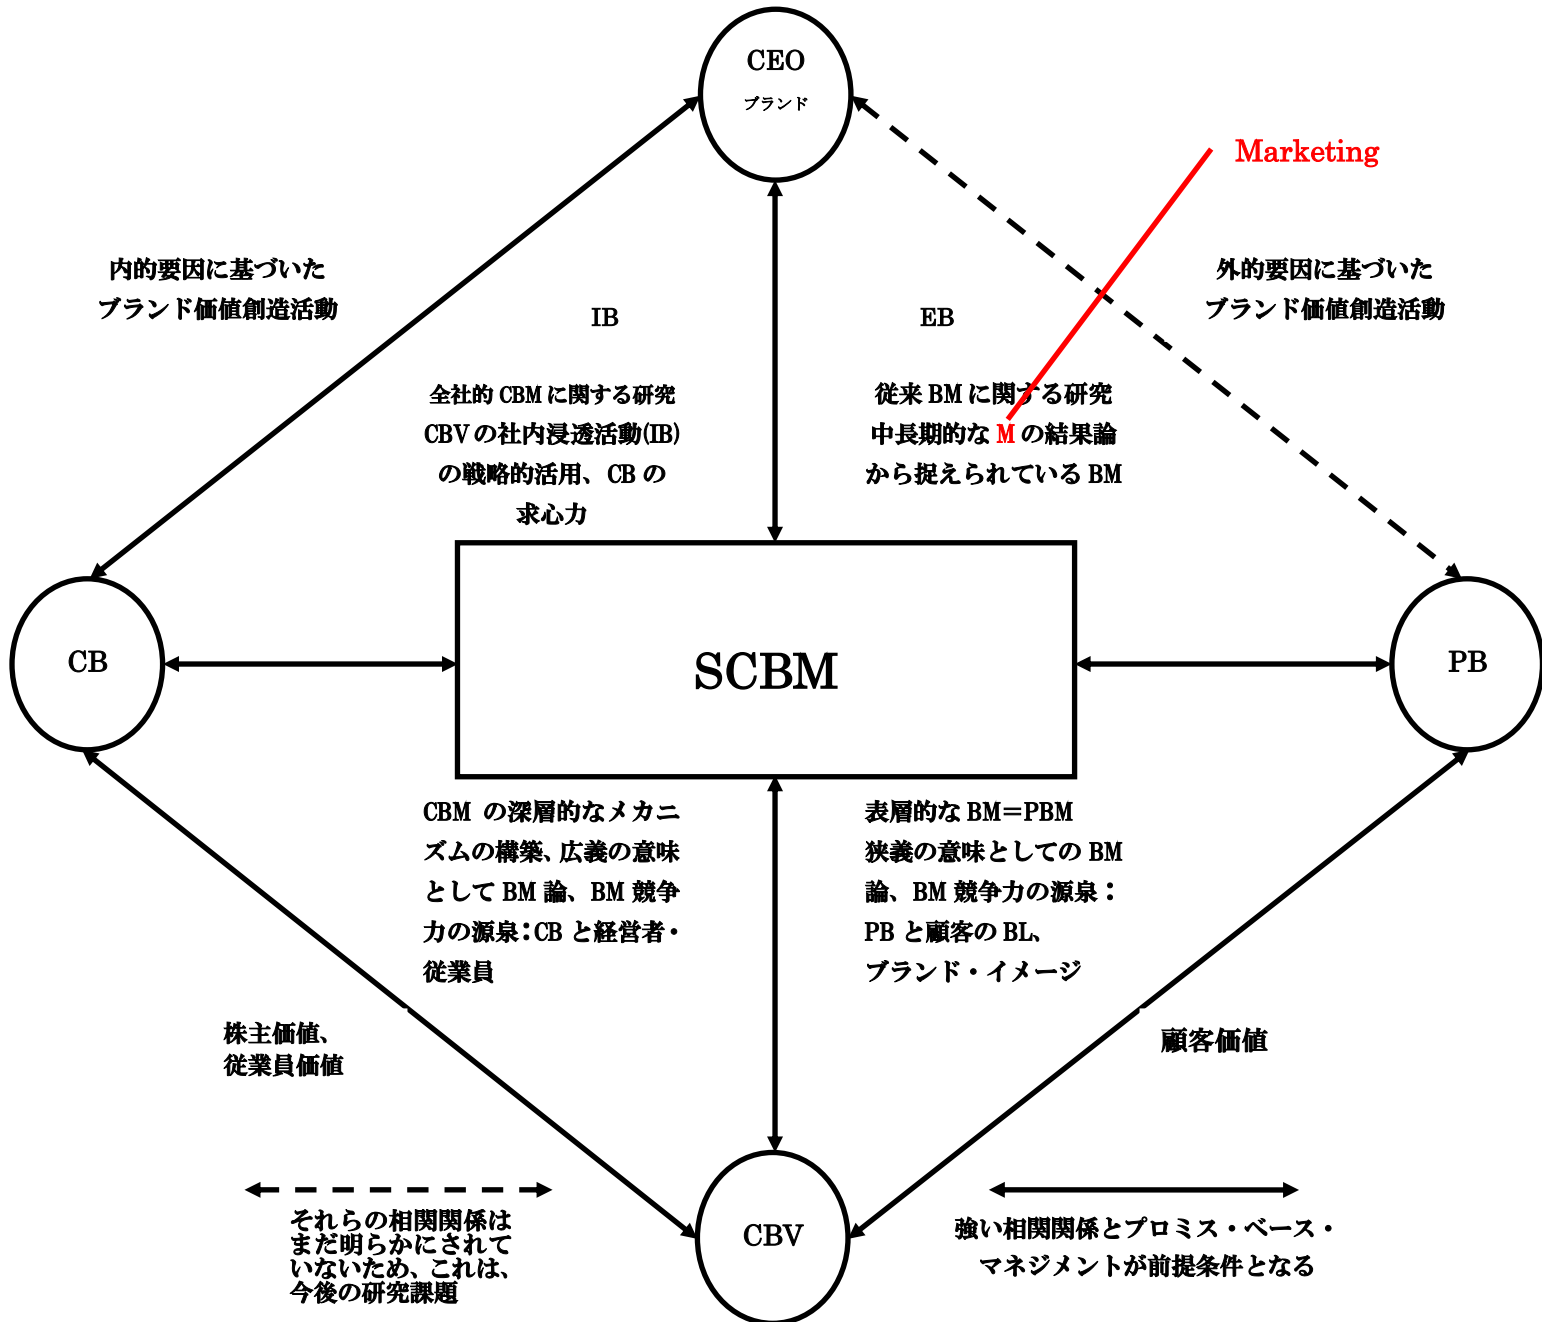 CEO
ブランド
Marketing
内的要因に基づいた
ブランド価値創造活動
外的要因に基づいた
ブランド価値創造活動
IB
EB
全社的 CBM に関する研究
CBV の社内浸透活動(IB)
の戦略的活用、CB の
求心力
従来 BM に関する研究
中長期的な M の結果論
から捉えられている BM
CB
SCBM
PB
CBM の深層的なメカニ
ズムの構築、広義の意味
として BM 論、BM 競争
力の源泉：CB と経営者・
従業員
表層的な BM＝PBM
狭義の意味としての BM
論、BM 競争力の源泉：
PB と顧客の BL、
ブランド・イメージ
株主価値、
従業員価値
顧客価値
CBV
それらの相関関係は
まだ明らかにされて
いないため、これは、
今後の研究課題
強い相関関係とプロミス・ベース・
マネジメントが前提条件となる